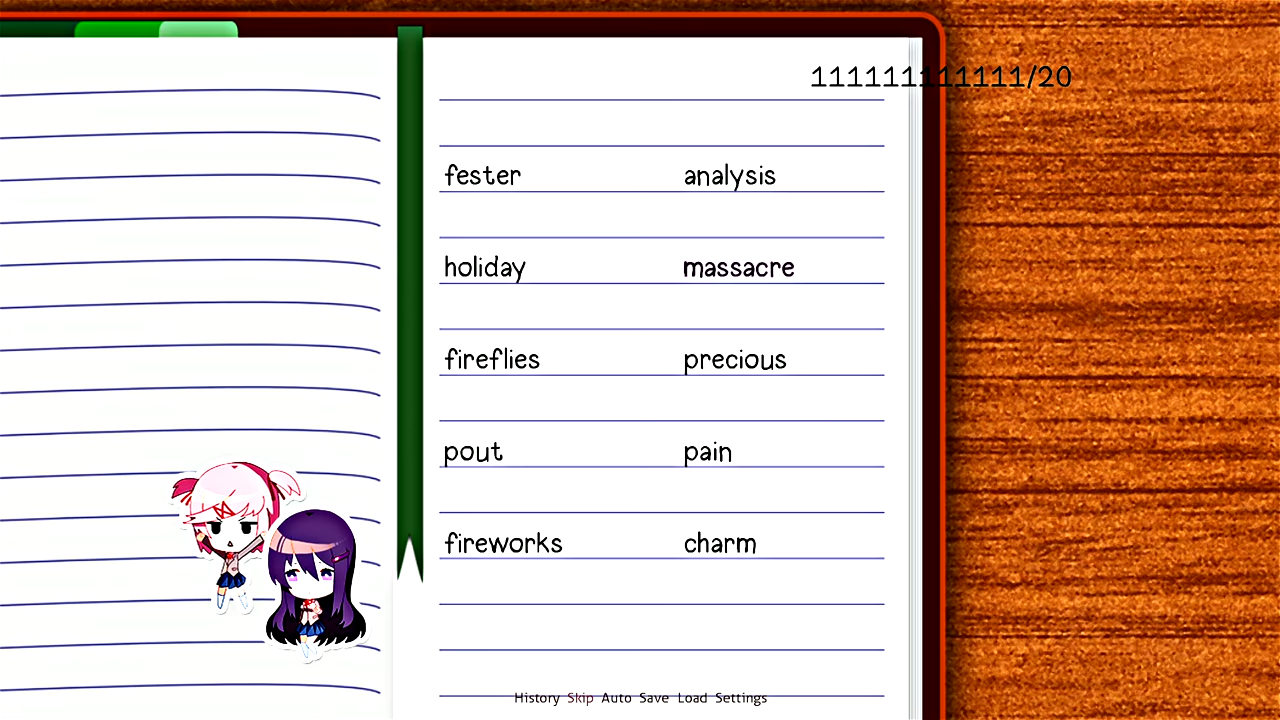 111111111111/20
fester analysis
holiday massacre
fireflies precious
pout pain
fireworks charm
History Skip Auto Save Load Settings